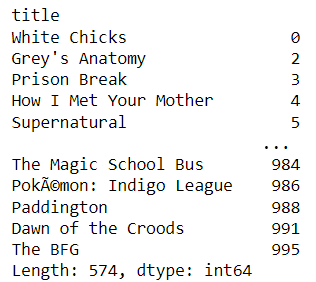 title
White Chicks 0
Grey's Anatomy 2
Prison Break 3
How I Met Your Mother 4
Supernatural 5
...
The Magic School Bus 984
PokÃ©mon: Indigo League 986
Paddington 988
Dawn of the Croods 991
The BFG 995
Length: 574, dtype: int64